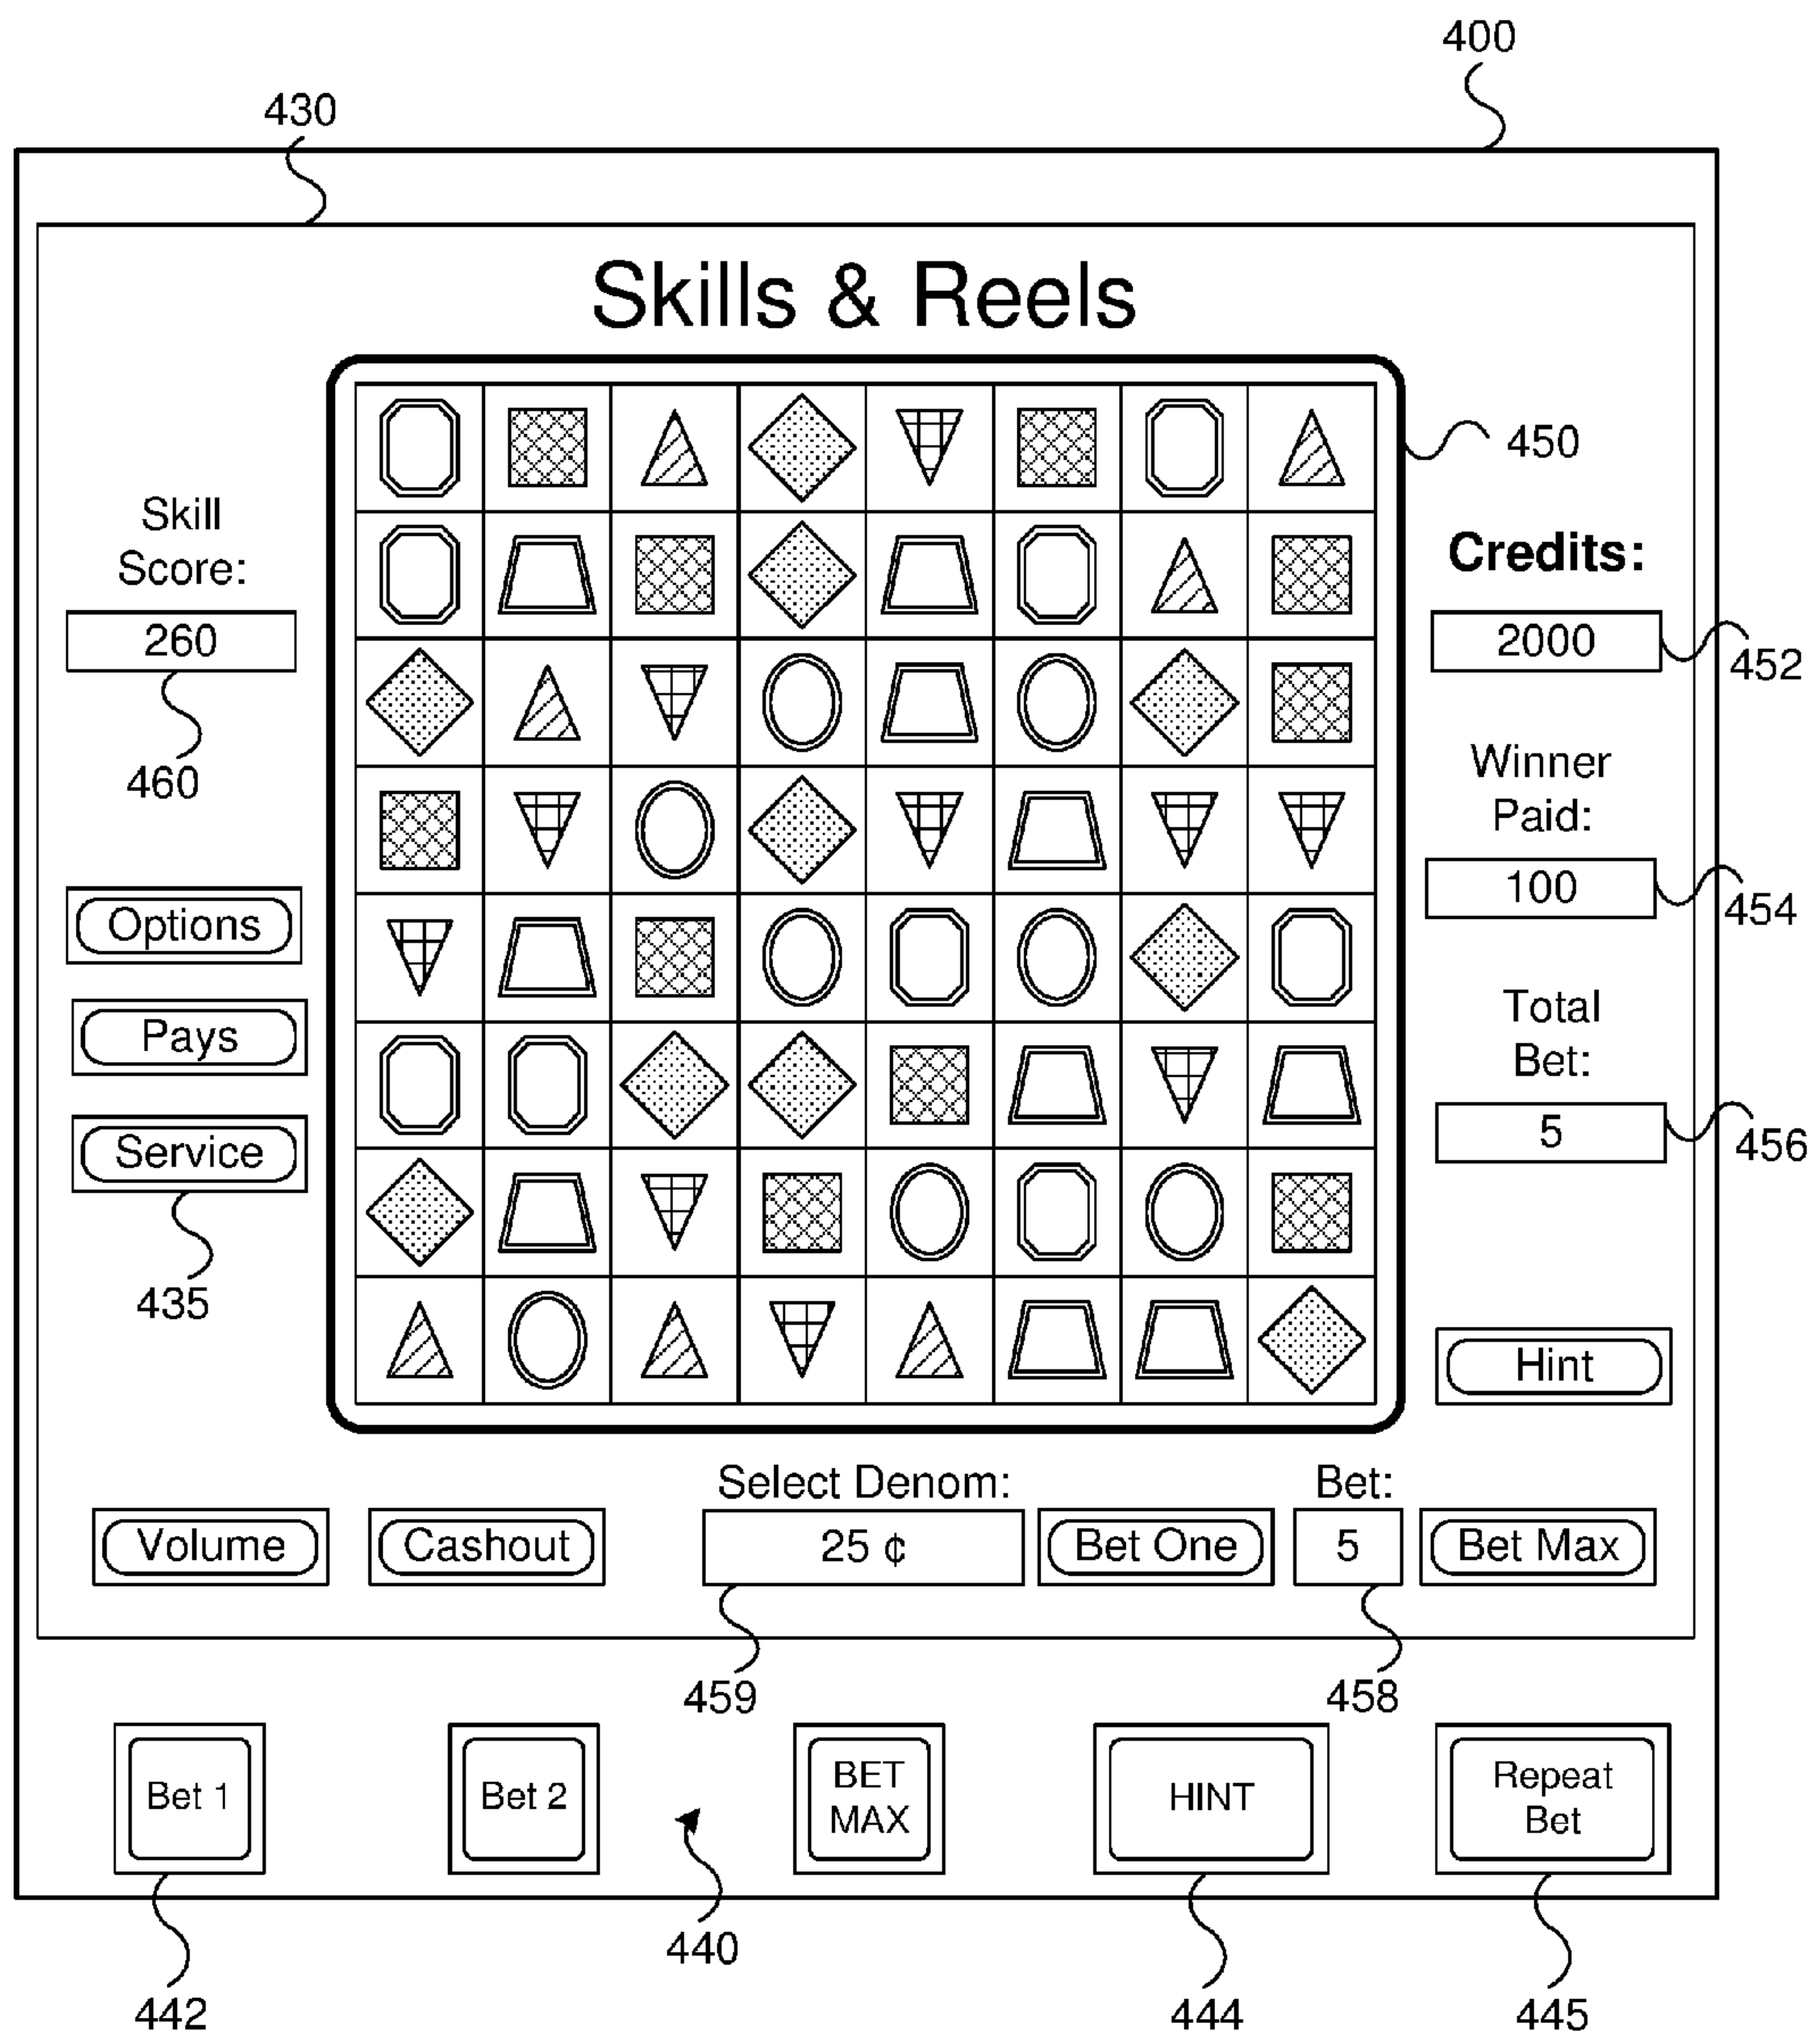 400
430
Skills & Reels
450
Skill
Score:
260
460
Credits:
2000
452
Winner
Paid:
100
454
Options
Pays
Service
435
Total
Bet:
5
456
Hint
Select Denom:
Bet:
Volume
Cashout
25 ¢
Bet One
5
Bet Max
459
458
Bet 1
Bet 2
BET
MAX
HINT
Repeat
Bet
440
442
444
445